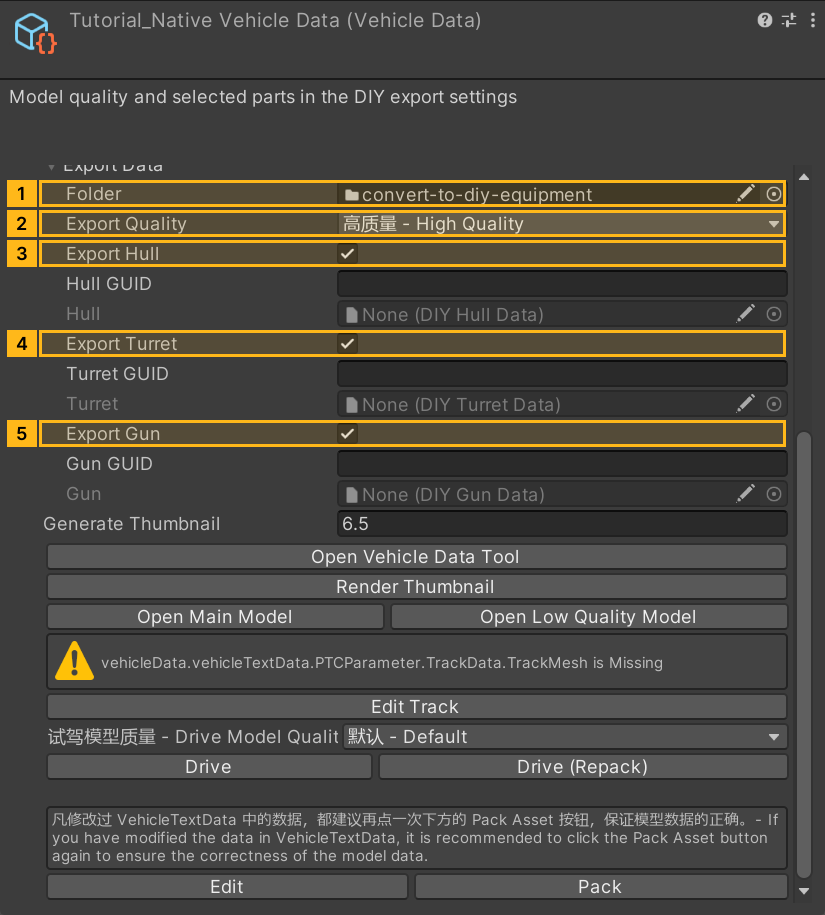 Tutorial_Native Vehicle Data (Vehicle Data)
Model quality and selected parts in the DIY export settings
Export Data
1 Folder convert-to-diy-equipment
2 Export Quality 高质量 - High Quality
3 Export Hull
Hull GUID
Hull None (DIY Hull Data)
4 Export Turret
Turret GUID
Turret None (DIY Turret Data)
5 Export Gun
Gun GUID
Gun None (DIY Gun Data)
Generate Thumbnail 6.5
Open Vehicle Data Tool
Render Thumbnail
Open Main Model Open Low Quality Model
vehicleData.vehicleTextData.PTCParameter.TrackData.TrackMesh is Missing
Edit Track
试驾模型质量 - Drive Model Qualit 默认 - Default
Drive Drive (Repack)
凡修改过 VehicleTextData 中的数据，都建议再点一次下方的 Pack Asset 按钮，保证模型数据的正确。- If
you have modified the data in VehicleTextData, it is recommended to click the Pack Asset button
again to ensure the correctness of the model data.
Edit Pack